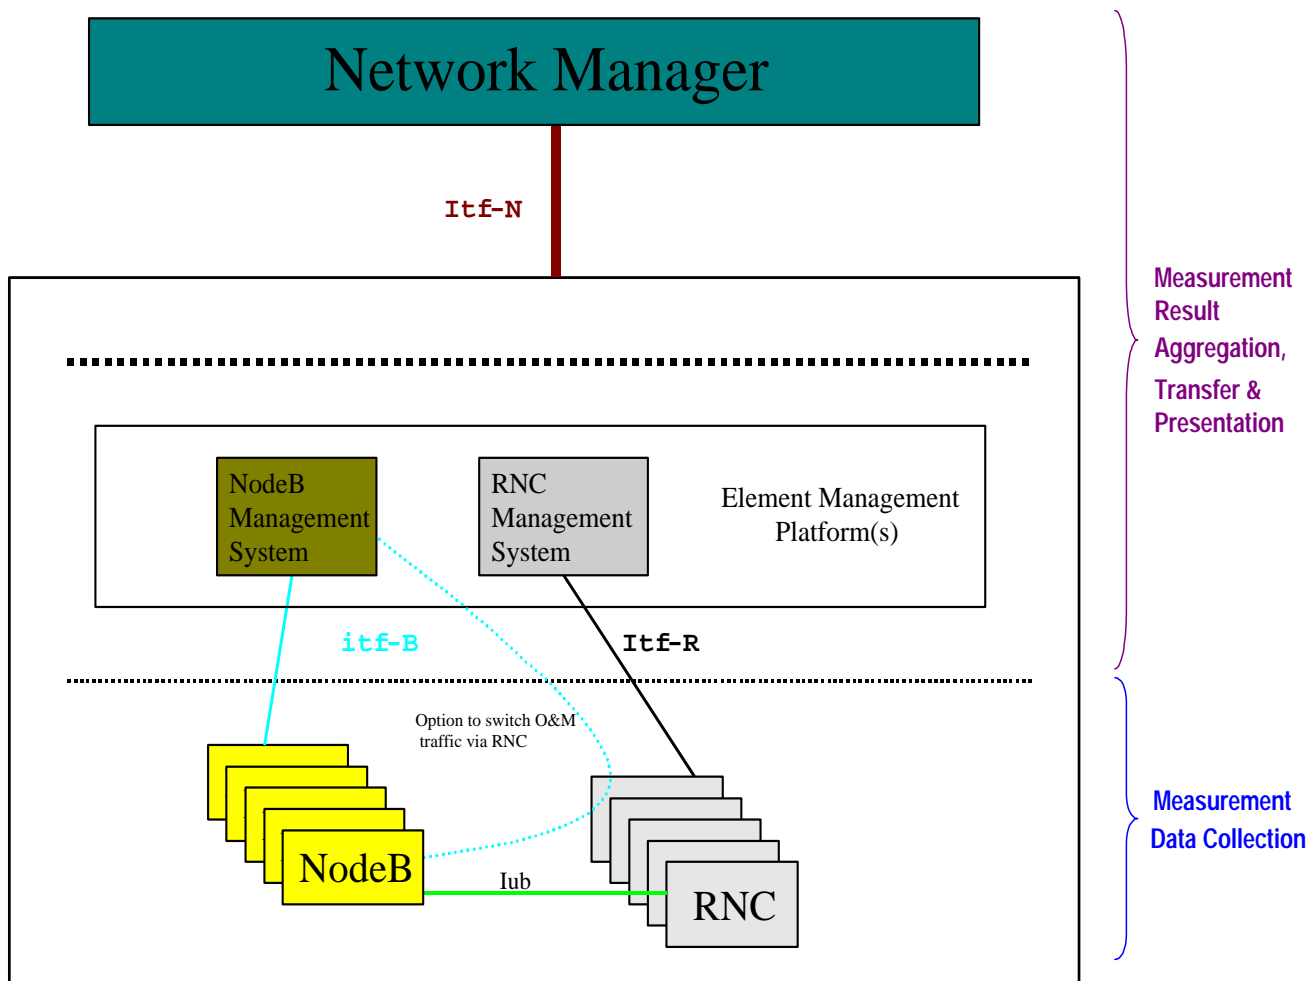 Network Manager
Itf-N
Measurement
Result
Aggregation,
Transfer &
Presentation
NodeB
Management
System
RNC
Management
System
Element Management
Platform(s)
itf-B
Itf-R
Option to switch O&M
traffic via RNC
Measurement
Data Collection
NodeB
Iub
RNC